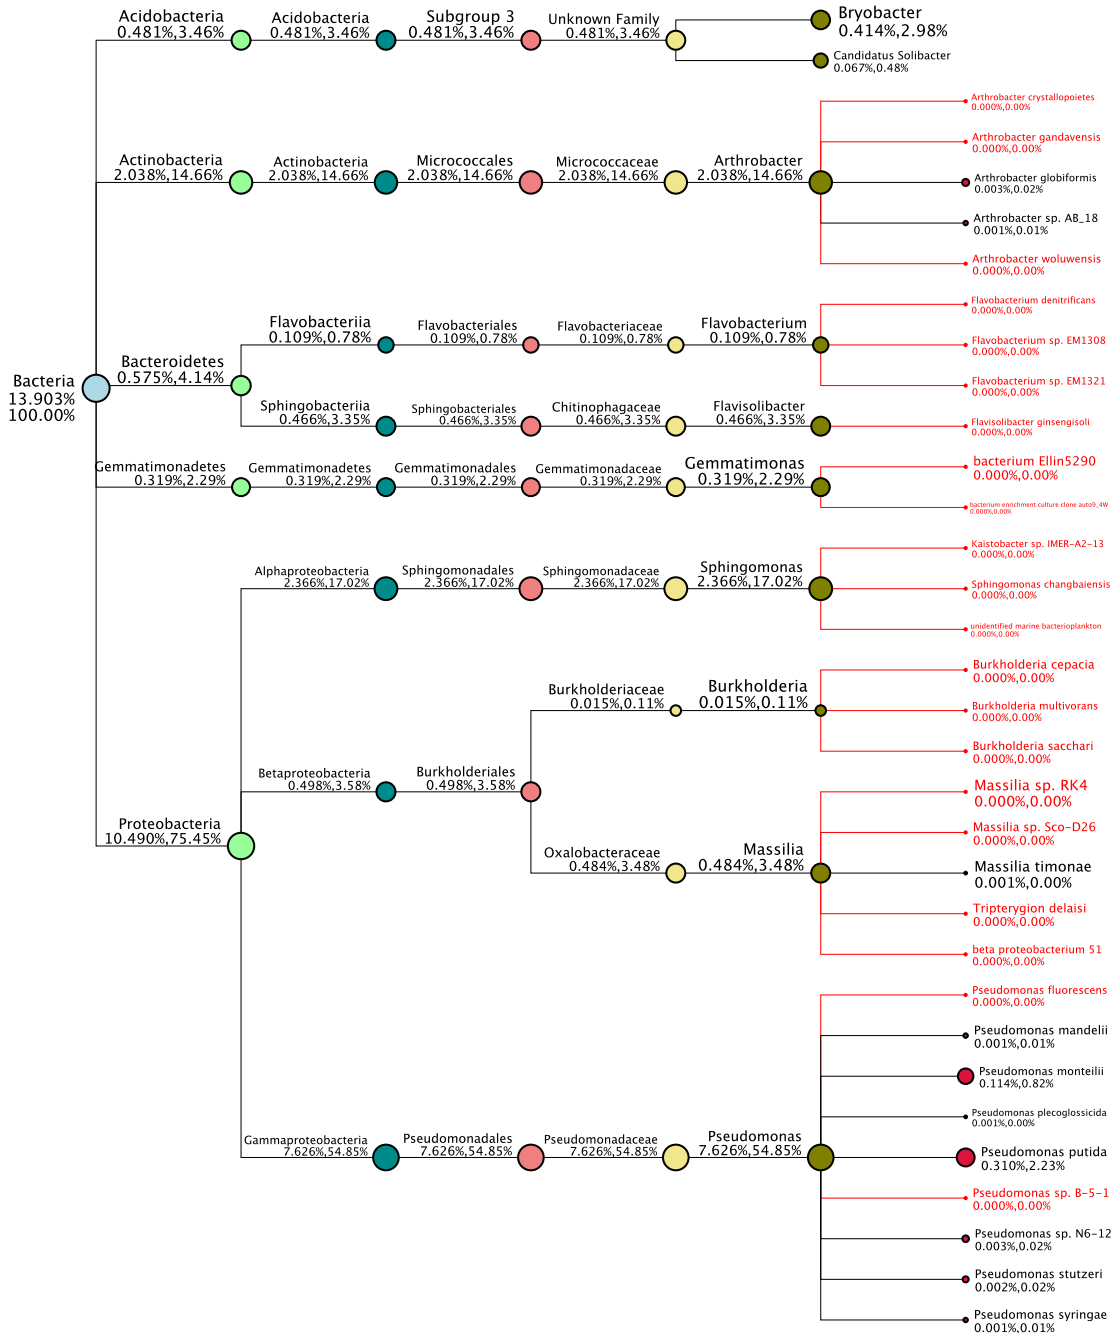 Acidobacteria
0.481%,3.46%
Acidobacteria
0.481%,3.46%
Subgroup 3
0.481%,3.46%
Unknown Family
0.481%,3.46%
Bryobacter
0.414%,2.98%
Candidatus Solibacter
0.067%,0.48%
Arthrobacter crystallopoietes
0.000%,0.00%
Arthrobacter gandavensis
0.000%,0.00%
Actinobacteria
2.038%,14.66%
Actinobacteria
2.038%,14.66%
Micrococcales
2.038%,14.66%
Micrococcaceae
2.038%,14.66%
Arthrobacter
2.038%,14.66%
Arthrobacter globiformis
0.003%,0.02%
Arthrobacter sp. AB_18
0.001%,0.01%
Arthrobacter woluwensis
0.000%,0.00%
Flavobacterium denitrificans
0.000%,0.00%
Flavobacteriia
0.109%,0.78%
Flavobacteriales
0.109%,0.78%
Flavobacteriaceae
0.109%,0.78%
Flavobacterium
0.109%,0.78%
Flavobacterium sp. EM1308
0.000%,0.00%
Bacteria
13.903%
100.00%
Bacteroidetes
0.575%,4.14%
Flavobacterium sp. EM1321
0.000%,0.00%
Sphingobacteriia
0.466%,3.35%
Sphingobacteriales
0.466%,3.35%
Chitinophagaceae
0.466%,3.35%
Flavisolibacter
0.466%,3.35%
Flavisolibacter ginsengisoli
0.000%,0.00%
Gemmatimonadetes
0.319%,2.29%
Gemmatimonadetes
0.319%,2.29%
Gemmatimonadales
0.319%,2.29%
Gemmatimonadaceae
0.319%,2.29%
Gemmatimonas
0.319%,2.29%
bacterium Ellin5290
0.000%,0.00%
bacterium enrichment culture clone auto9_4W
0.000%,0.00%
Kaistobacter sp. IMER-A2-13
0.000%,0.00%
Alphaproteobacteria
2.366%,17.02%
Sphingomonadales
2.366%,17.02%
Sphingomonadaceae
2.366%,17.02%
Sphingomonas
2.366%,17.02%
Sphingomonas changbaiensis
0.000%,0.00%
unidentified marine bacterioplankton
0.000%,0.00%
Burkholderia cepacia
0.000%,0.00%
Burkholderiaceae
0.015%,0.11%
Burkholderia
0.015%,0.11%
Burkholderia multivorans
0.000%,0.00%
Burkholderia sacchari
0.000%,0.00%
Betaproteobacteria
0.498%,3.58%
Burkholderiales
0.498%,3.58%
Massilia sp. RK4
0.000%,0.00%
Proteobacteria
10.490%,75.45%
Massilia sp. Sco-D26
0.000%,0.00%
Oxalobacteraceae
0.484%,3.48%
Massilia
0.484%,3.48%
Massilia timonae
0.001%,0.00%
Tripterygion delaisi
0.000%,0.00%
beta proteobacterium 51
0.000%,0.00%
Pseudomonas fluorescens
0.000%,0.00%
Pseudomonas mandelii
0.001%,0.01%
Pseudomonas monteilii
0.114%,0.82%
Pseudomonas plecoglossicida
0.001%,0.00%
Gammaproteobacteria
7.626%,54.85%
Pseudomonadales
7.626%,54.85%
Pseudomonadaceae
7.626%,54.85%
Pseudomonas
7.626%,54.85%
Pseudomonas putida
0.310%,2.23%
Pseudomonas sp. B-5-1
0.000%,0.00%
Pseudomonas sp. N6-12
0.003%,0.02%
Pseudomonas stutzeri
0.002%,0.02%
Pseudomonas syringae
0.001%,0.01%